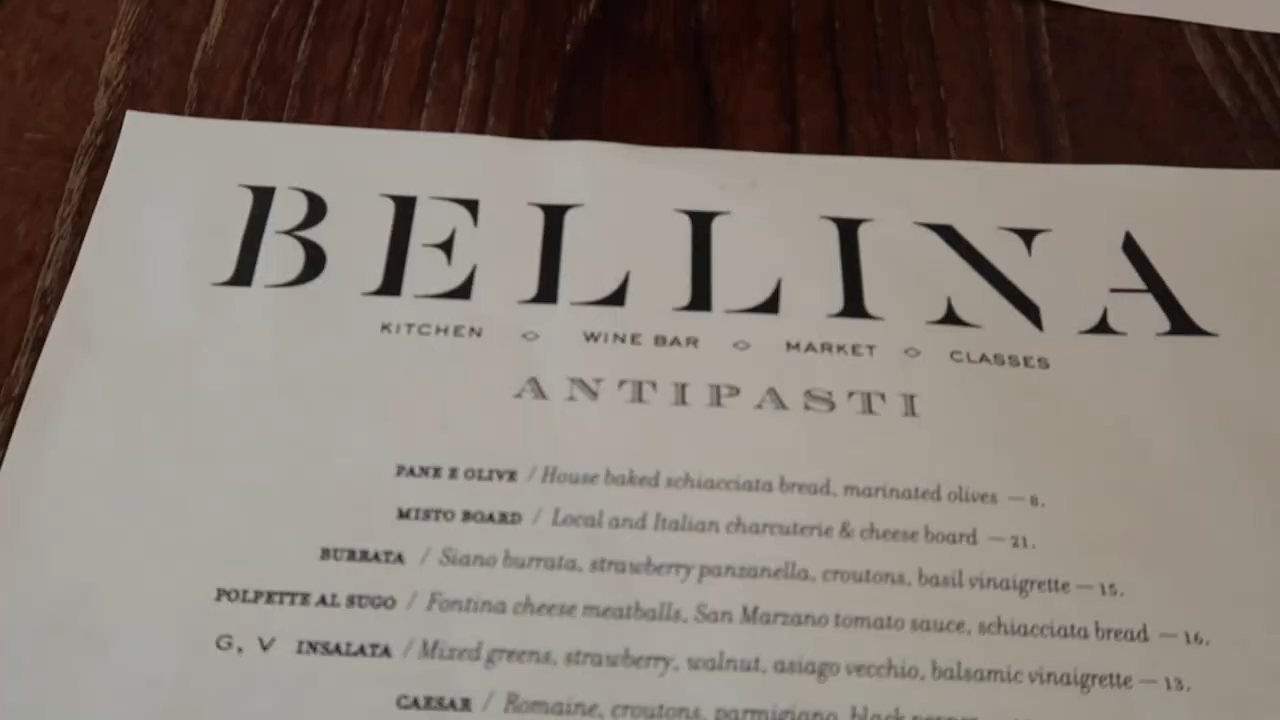 BELLINA
KITCHEN ◇ WINE BAR ◇ MARKET ◇ CLASSES
ANTIPASTI
PANE E OLIVE / House baked schiacciata bread, marinated olives — 8.
MISTO BOARD / Local and Italian charcuterie & cheese board — 21.
BURRATA / Siano burrata, strawberry panzanella, croutons, basil vinaigrette — 15.
POLPETTE AL SUGO / Fontina cheese meatballs, San Marzano tomato sauce, schiacciata bread — 16.
G, V INSALATA / Mixed greens, strawberry, walnut, asiago vecchio, balsamic vinaigrette — 13.
CAESAR / Romaine, croutons, parmigiano, black